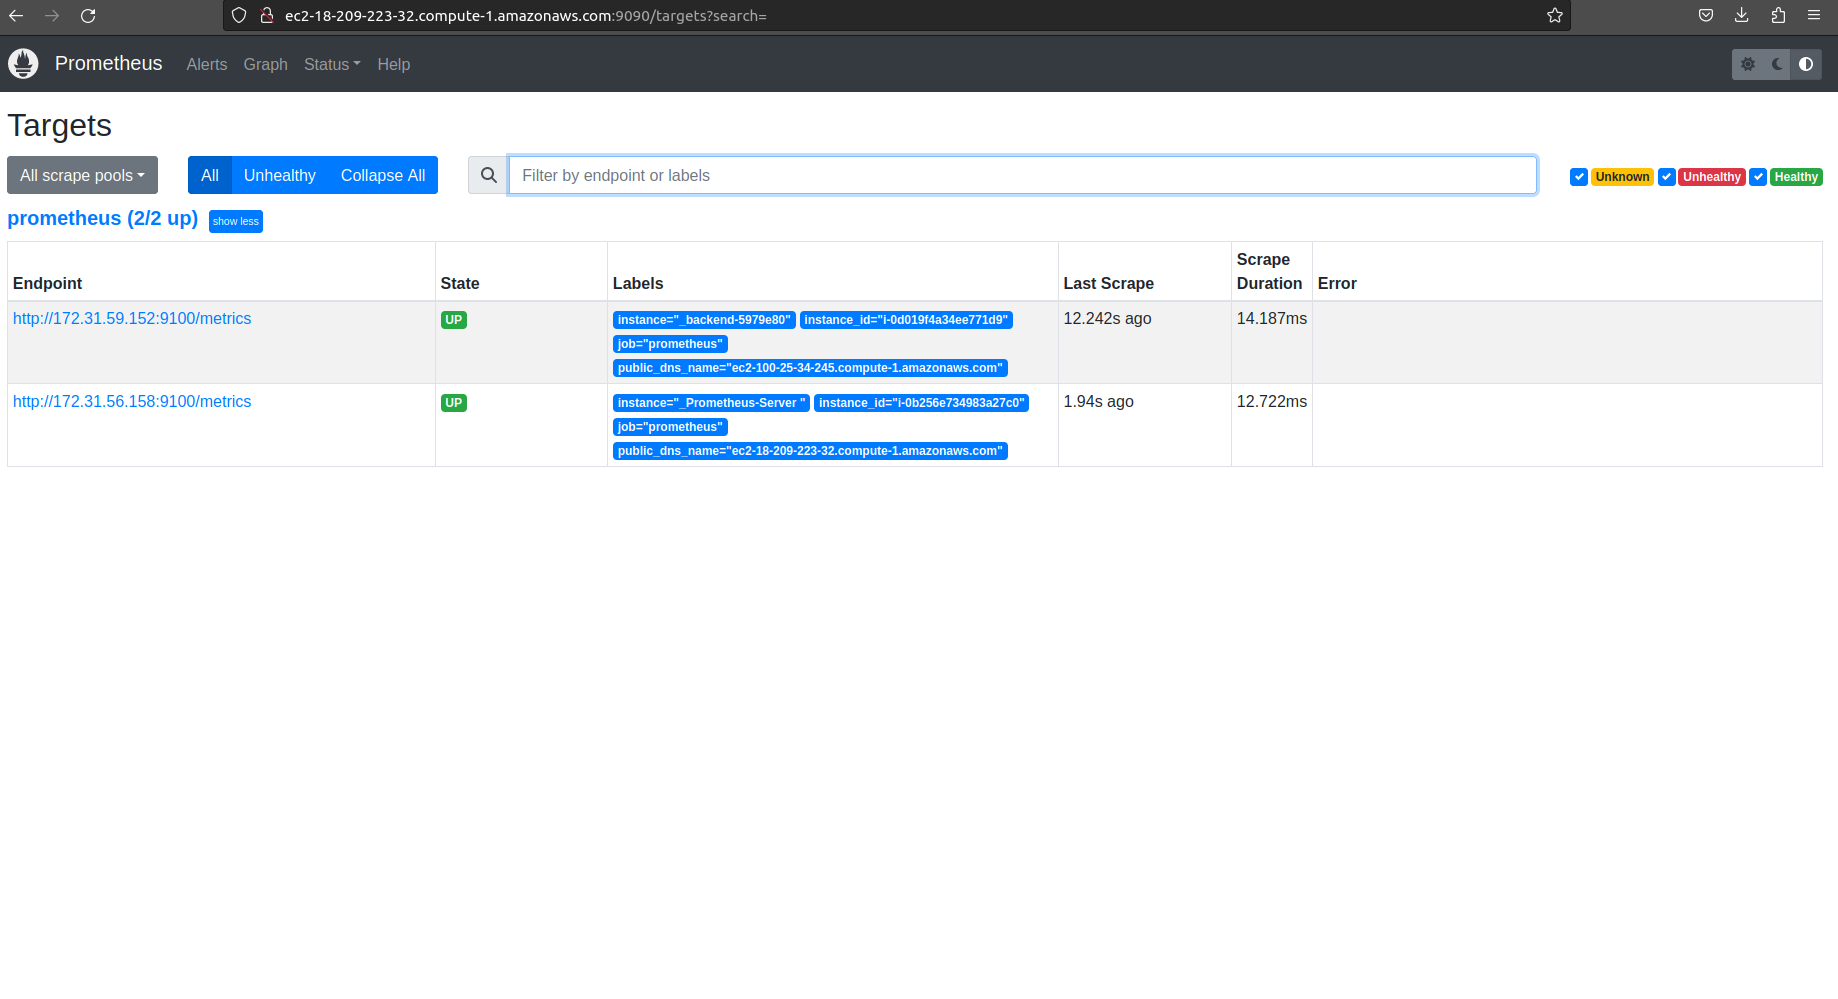 ec2-18-209-223-32.compute-1.amazonaws.com:9090/targets?search=
Prometheus Alerts Graph Status Help
Targets
All scrape pools All Unhealthy Collapse All Filter by endpoint or labels Unknown Unhealthy Healthy
prometheus (2/2 up) show less
Endpoint State Labels Last Scrape Scrape Duration Error
http://172.31.59.152:9100/metrics UP instance="_backend-5979e80" instance_id="i-0d019f4a34ee771d9" 12.242s ago 14.187ms
job="prometheus"
public_dns_name="ec2-100-25-34-245.compute-1.amazonaws.com"
http://172.31.56.158:9100/metrics UP instance="_Prometheus-Server " instance_id="i-0b256e734983a27c0" 1.94s ago 12.722ms
job="prometheus"
public_dns_name="ec2-18-209-223-32.compute-1.amazonaws.com"